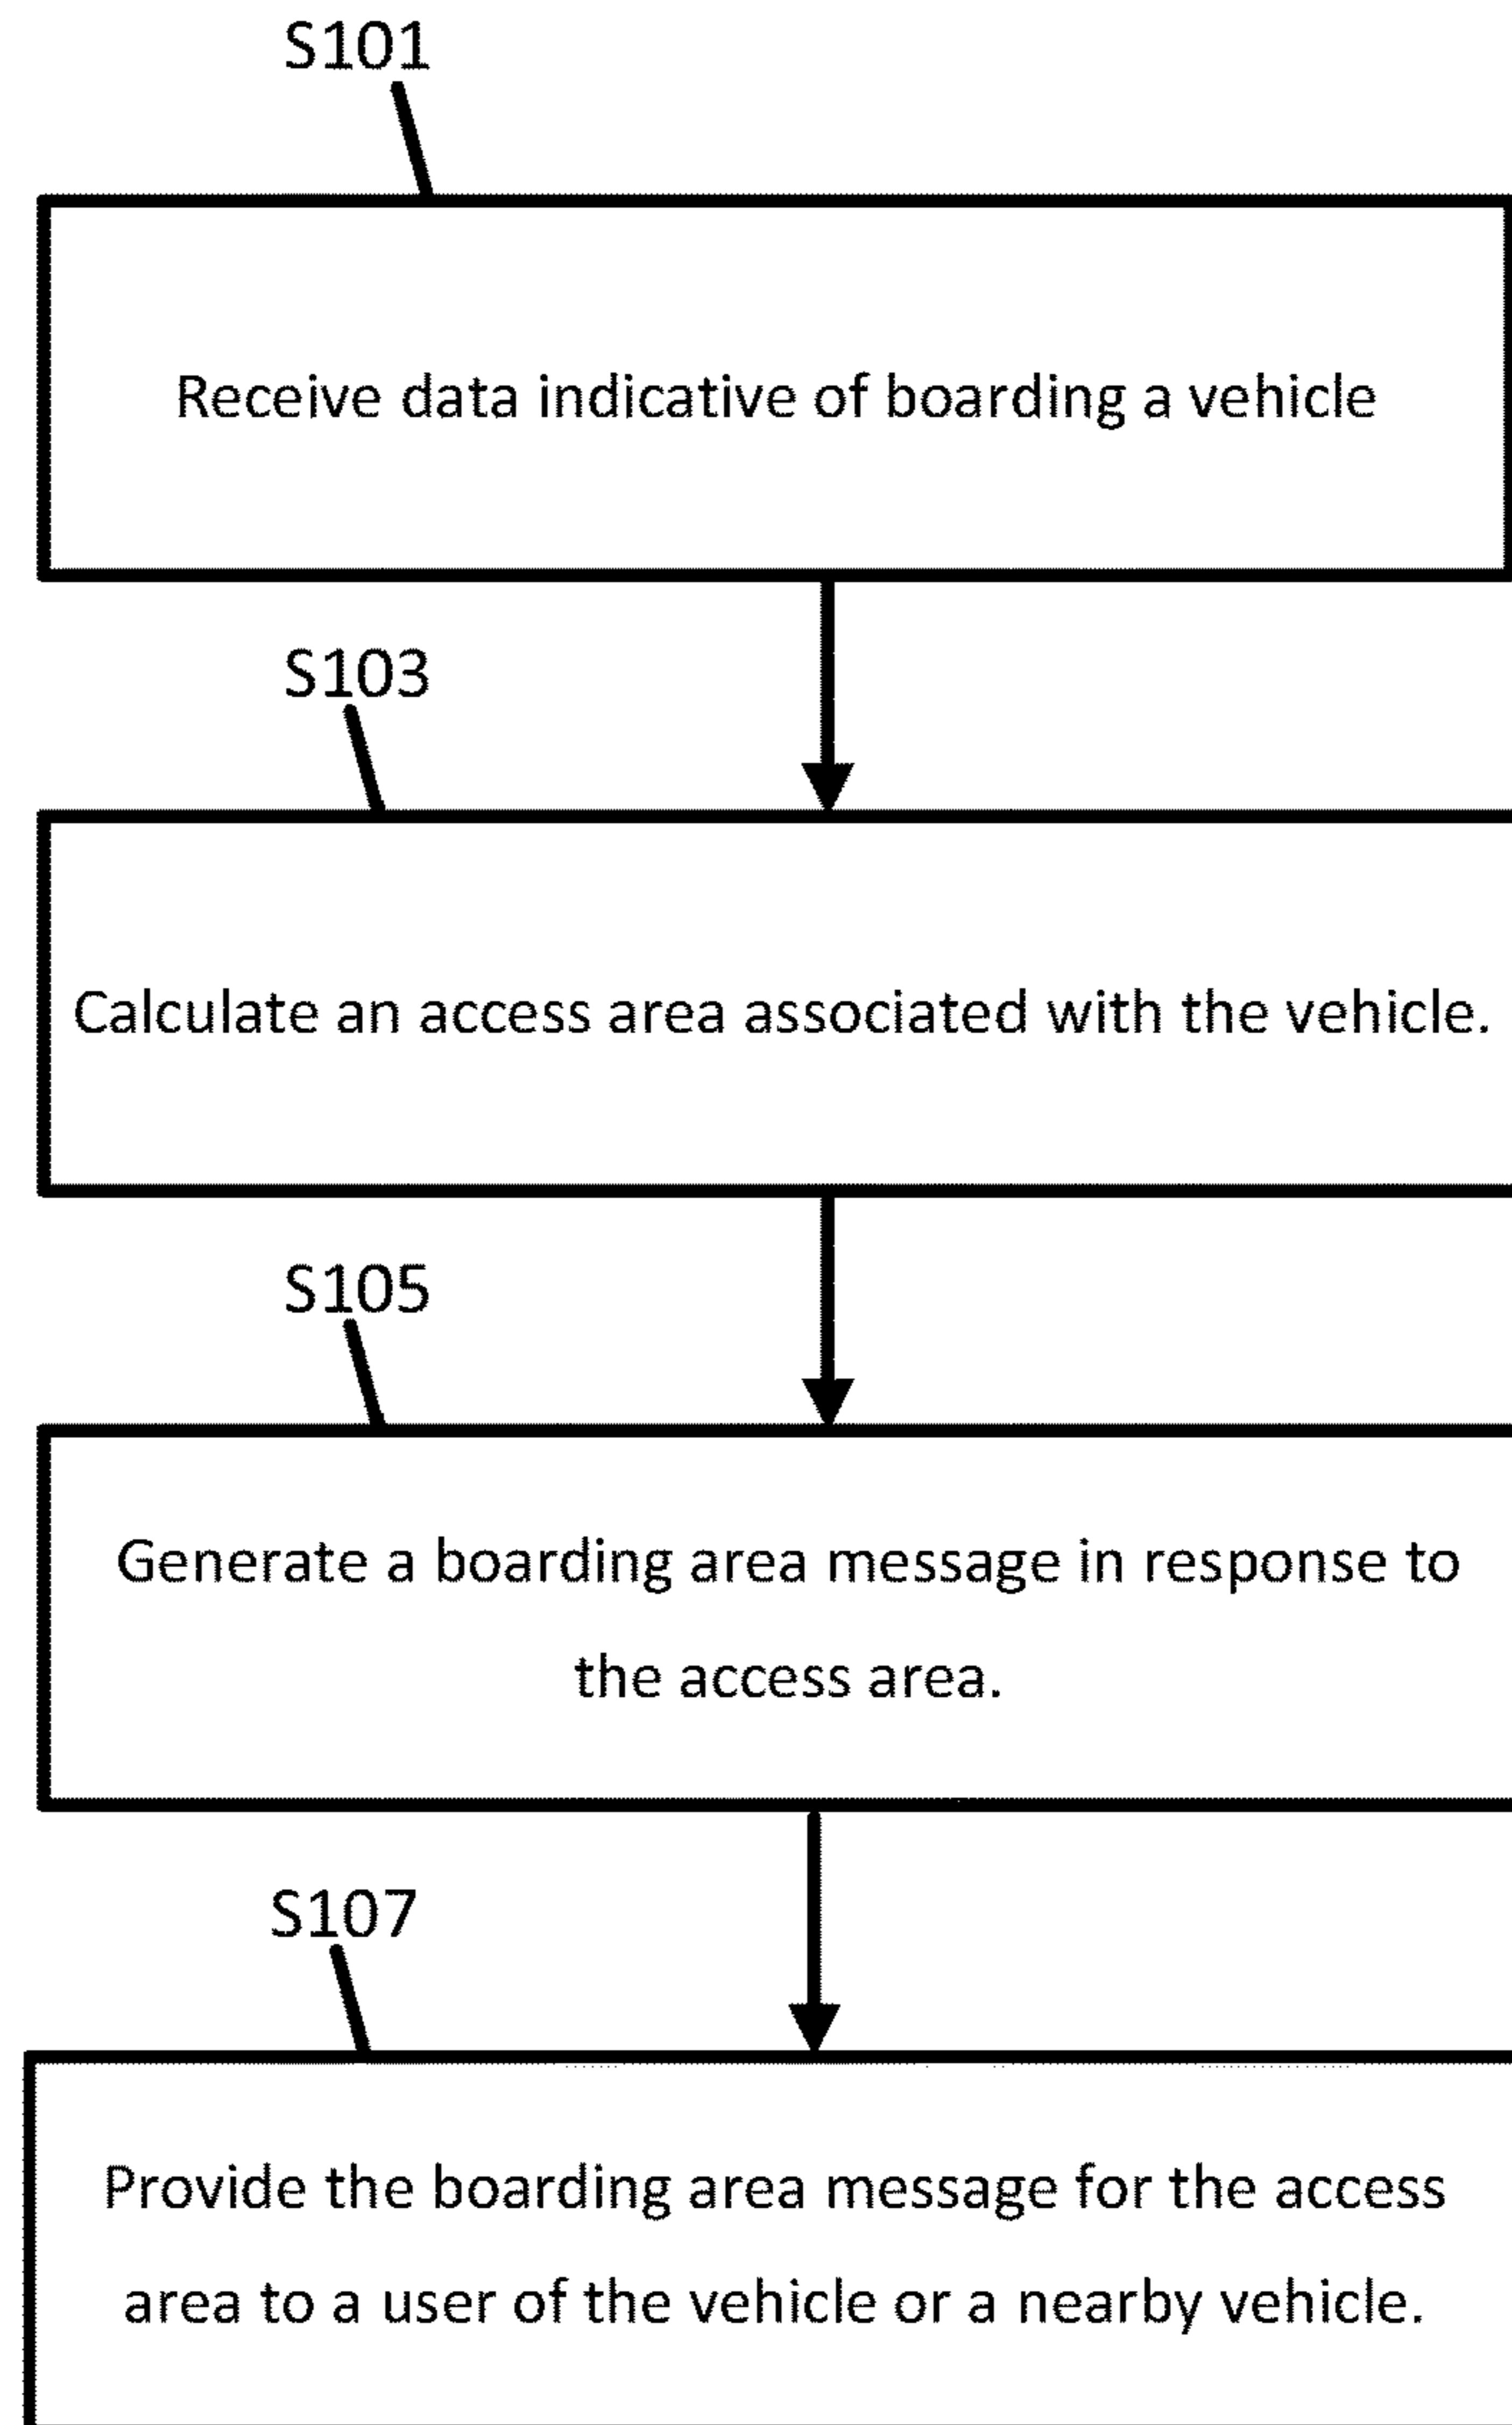 S101
Receive data indicative of boarding a vehicle
S103
Calculate an access area associated with the vehicle.
S105
Generate a boarding area message in response to
the access area.
S107
Provide the boarding area message for the access
area to a user of the vehicle or a nearby vehicle.